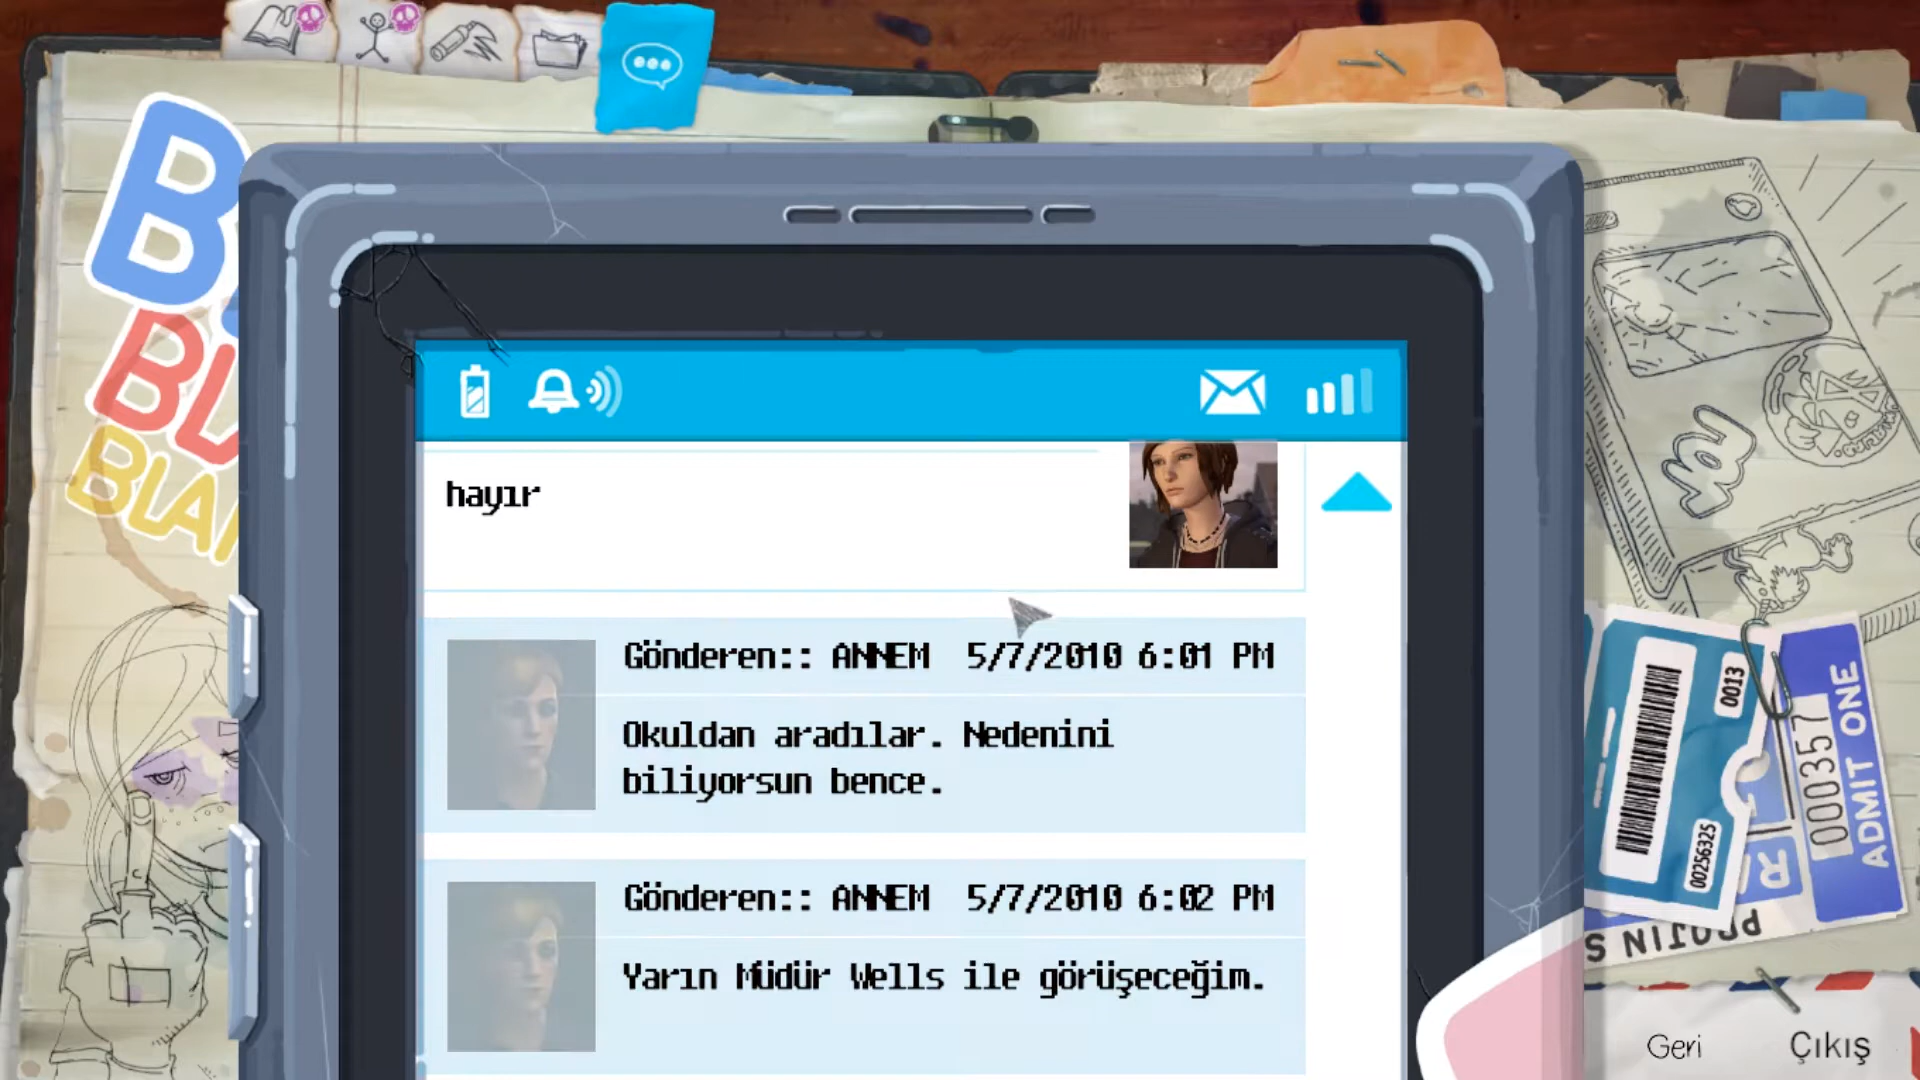 hayır
Gönderen:: ANNEM 5/7/2010 6:01 PM
Okuldan aradılar. Nedenini
biliyorsun bence.
Gönderen:: ANNEM 5/7/2010 6:02 PM
Yarın Müdür Wells ile görüşeceğim.
0013
00256325
000357
ADMIT ONE
Geri
Çıkış